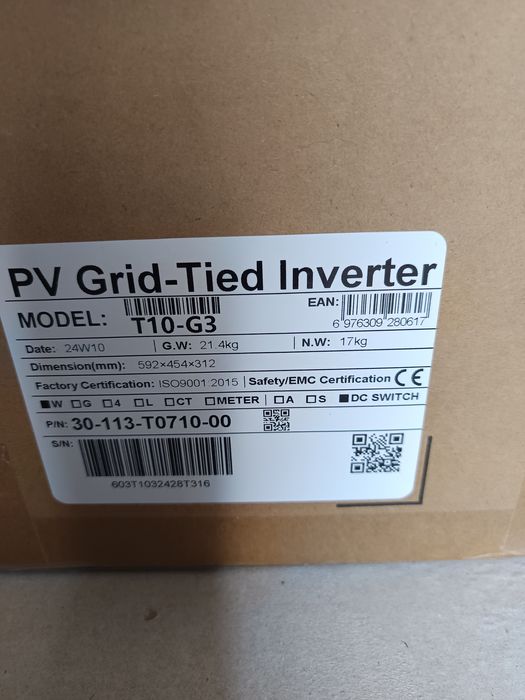 PV Grid-Tied Inverter
MODEL: T10-G3
EAN: 6 976309 280617
Date: 24W10 | G.W: 21.4kg | N.W: 17kg
Dimension(mm): 592×454×312
Factory Certification: ISO9001:2015 | Safety/EMC Certification CE
■W □G □4 □L □CT □METER □A □S ■DC SWITCH
P/N: 30-113-T0710-00
S/N:
603T1032428T316